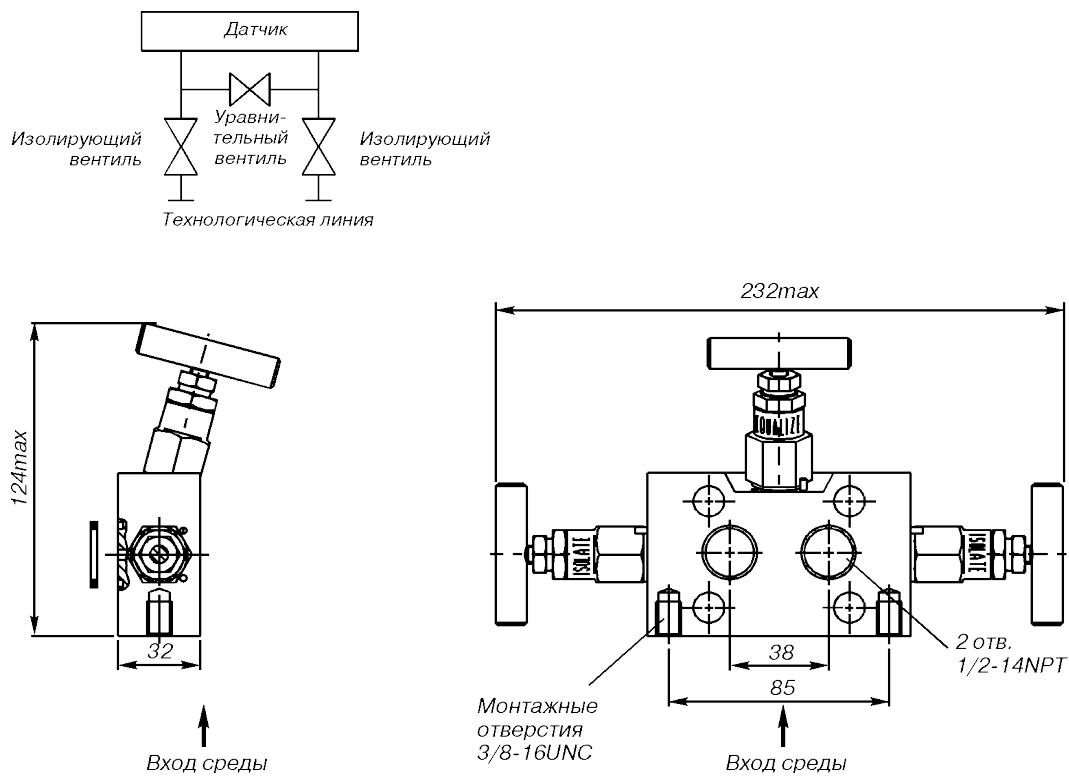 Датчик
Уравни-
тельный
вентиль
Изолирующий
вентиль
Изолирующий
вентиль
Технологическая линия
232max
124max
EQUALIZE
ISOLATE
ISOLATE
32
38
85
2 отв.
1/2-14NPT
Монтажные
отверстия
3/8-16UNC
Вход среды
Вход среды